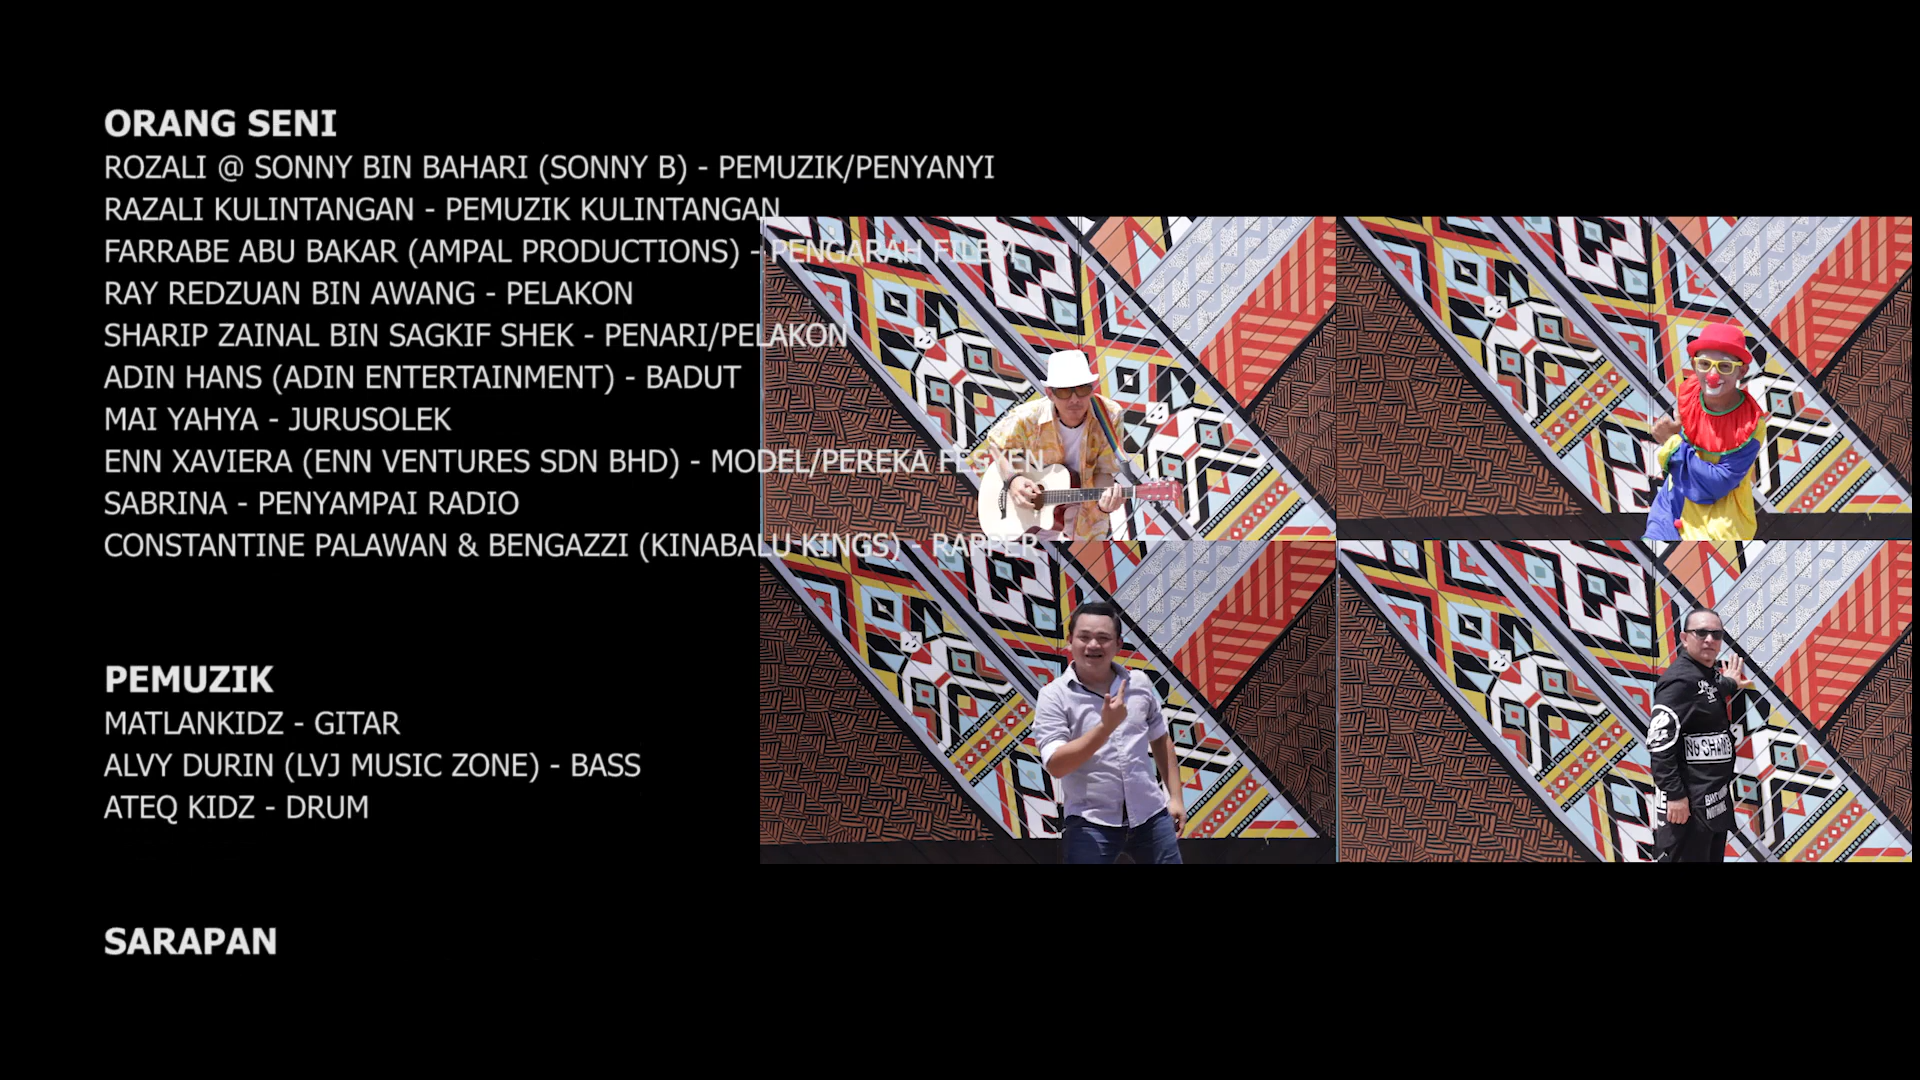 ORANG SENI
ROZALI @ SONNY BIN BAHARI (SONNY B) - PEMUZIK/PENYANYI
RAZALI KULINTANGAN - PEMUZIK KULINTANGAN
FARRABE ABU BAKAR (AMPAL PRODUCTIONS) - PENGARAH FILEM
RAY REDZUAN BIN AWANG - PELAKON
SHARIP ZAINAL BIN SAGKIF SHEK - PENARI/PELAKON
ADIN HANS (ADIN ENTERTAINMENT) - BADUT
MAI YAHYA - JURUSOLEK
ENN XAVIERA (ENN VENTURES SDN BHD) - MODEL/PEREKA FESYEN
SABRINA - PENYAMPAI RADIO
CONSTANTINE PALAWAN & BENGAZZI (KINABALU KINGS) - RAPPER
PEMUZIK
MATLANKIDZ - GITAR
ALVY DURIN (LVJ MUSIC ZONE) - BASS
ATEQ KIDZ - DRUM
SARAPAN
NO SHAME